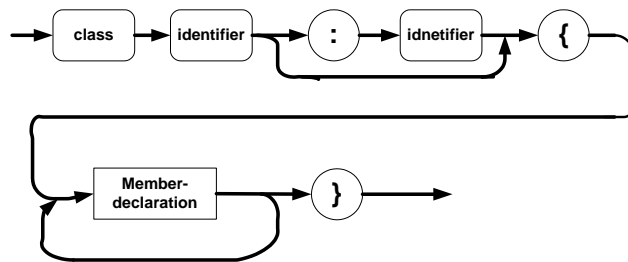 class
identifier
:
idnetifier
{
Member-
declaration
}